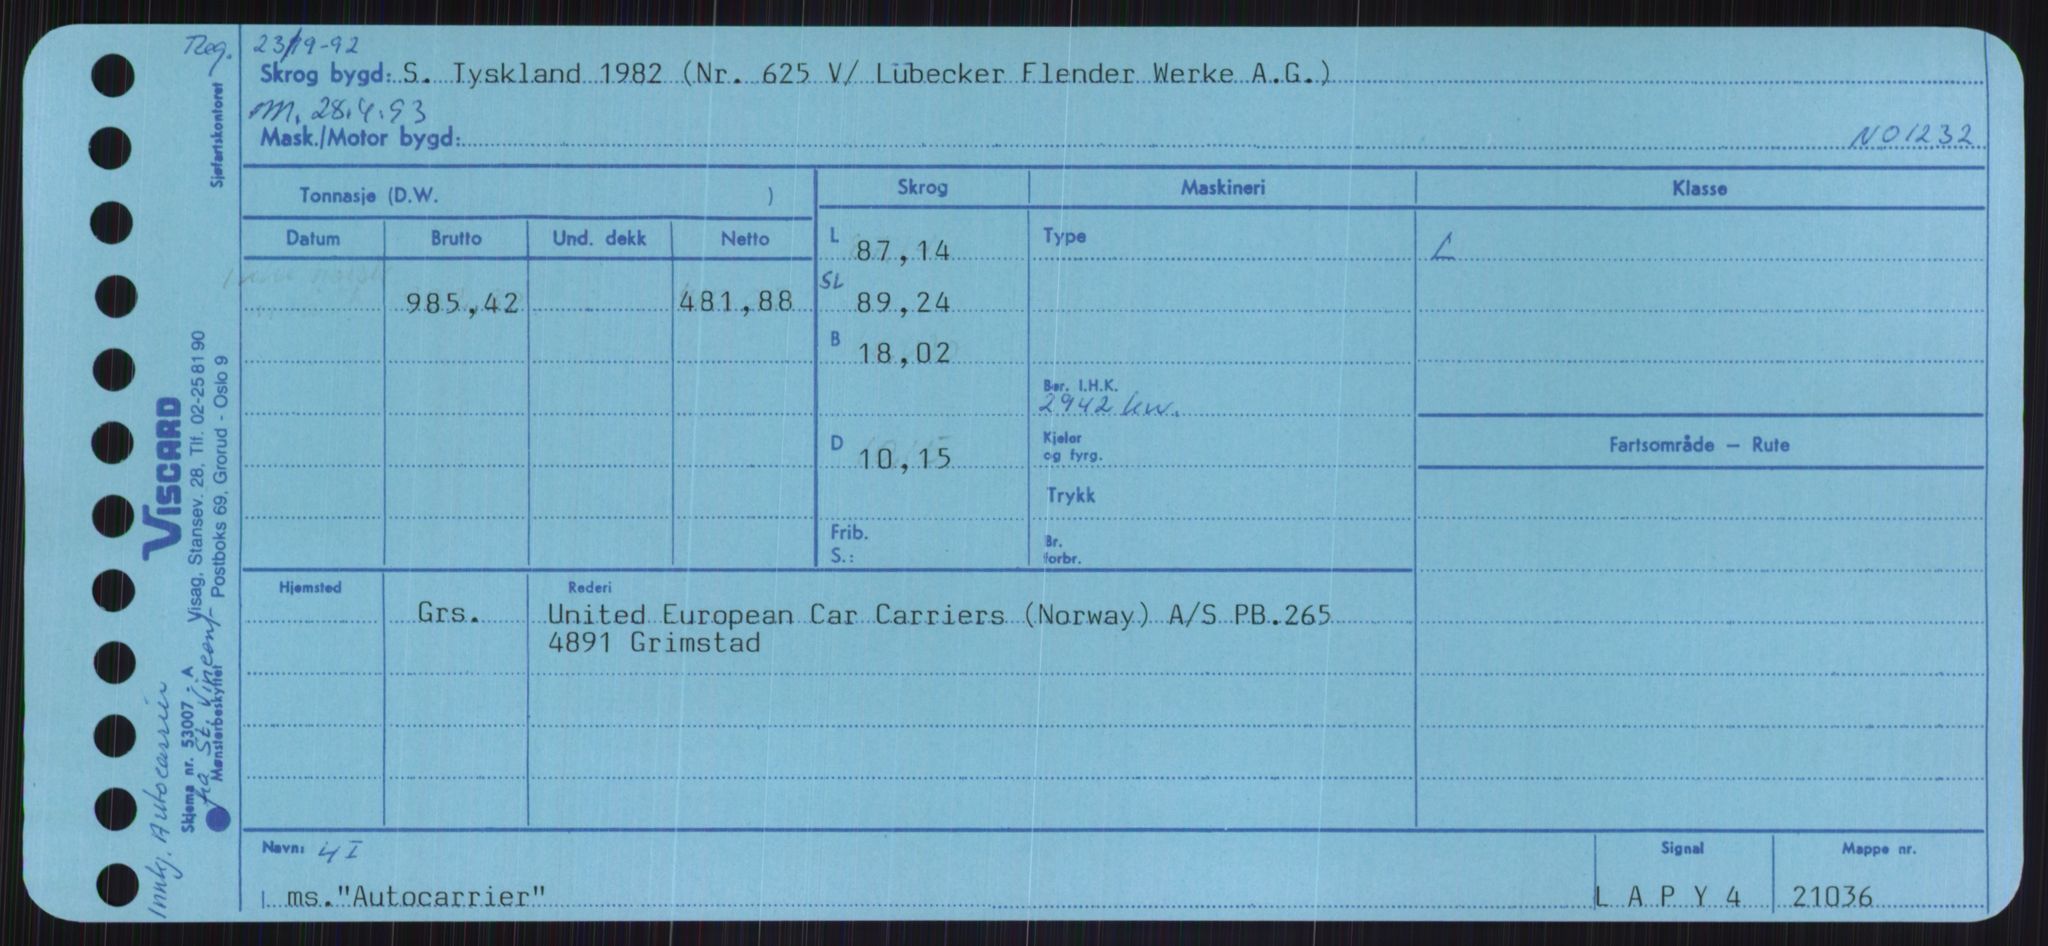 Reg. 23/9-92
Skrog bygd: S. Tyskland 1982 (Nr. 625 V/ Lübecker Flender Werke A.G.)
M. 28.4.93
Mask./Motor bygd:
NO1232
Tonnasje (D.W. )
Skrog
Maskineri
Klasse
Datum Brutto Und. dekk Netto
985,42 481,88
L 87,14
SL 89,24
B 18,02
D 10,15
Frib.
S.:
Type
Ber. I.H.K.
2942 kw.
Kjeler
og fyrg.
Trykk
Br.
forbr.
L
Fartsområde — Rute
Hjemsted
Rederi
Grs. United European Car Carriers (Norway) A/S PB.265
4891 Grimstad
Navn: 4 I
ms."Autocarrier"
Signal
L A P Y 4
Mappe nr.
21036
Sjøfartskontoret
VISCARD
Visag, Stansev. 28, Tlf. 02-25 81 90
Postboks 69, Grorud - Oslo 9
Skjema nr. 53007 - A
Mønsterbeskyttet
Innkj. Autocarrier
fra St. Vincent